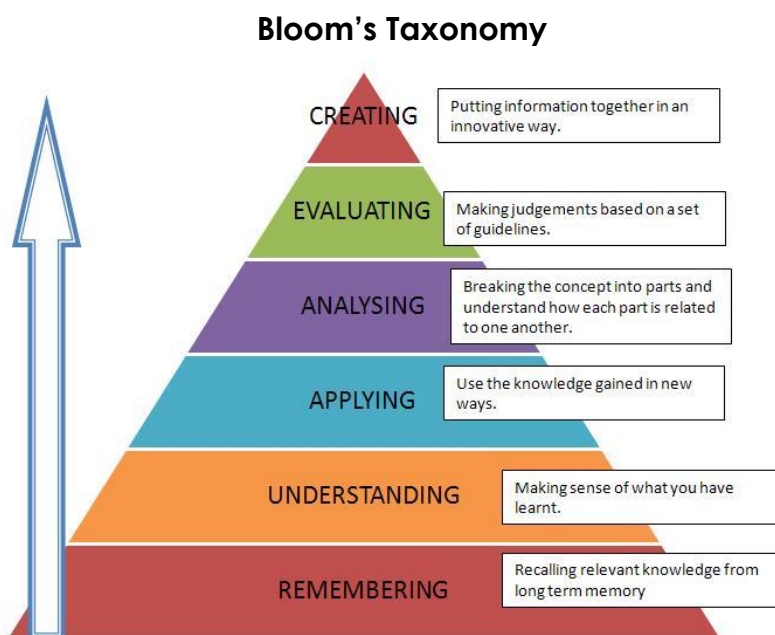 Bloom's Taxonomy
CREATING
Putting information together in an
innovative way.
EVALUATING
Making judgements based on a set
of guidelines.
ANALYSING
Breaking the concept into parts and
understand how each part is related
to one another.
APPLYING
Use the knowledge gained in new
ways.
UNDERSTANDING
Making sense of what you have
learnt.
REMEMBERING
Recalling relevant knowledge from
long term memory